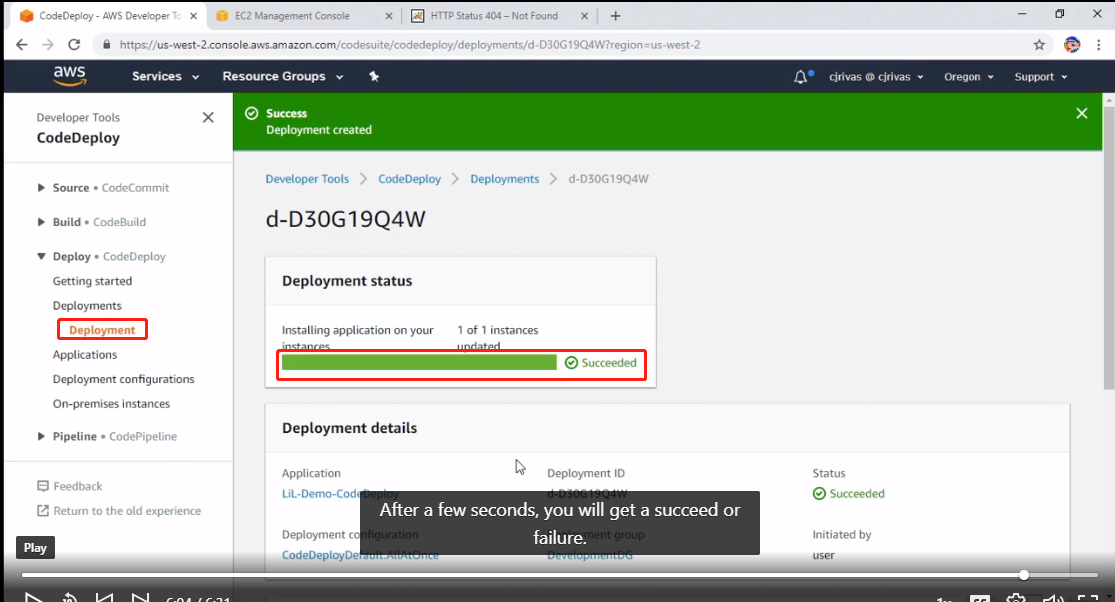 CodeDeploy - AWS Developer To
EC2 Management Console
HTTP Status 404 – Not Found
https://us-west-2.console.aws.amazon.com/codesuite/codedeploy/deployments/d-D30G19Q4W?region=us-west-2
aws
Services
Resource Groups
cjrivas @ cjrivas
Oregon
Support
Developer Tools
CodeDeploy
Source • CodeCommit
Build • CodeBuild
Deploy • CodeDeploy
Getting started
Deployments
Deployment
Applications
Deployment configurations
On-premises instances
Pipeline • CodePipeline
Feedback
Return to the old experience
Success
Deployment created
Developer Tools
CodeDeploy
Deployments
d-D30G19Q4W
d-D30G19Q4W
Deployment status
Installing application on your
instances
1 of 1 instances
updated
Succeeded
Deployment details
Application
LiL-Demo-CodeDeploy
Deployment ID
d-D30G19Q4W
Status
Succeeded
Deployment configuration
CodeDeployDefault.AllAtOnce
Deployment group
DevelopmentDG
Initiated by
user
After a few seconds, you will get a succeed or
failure.
Play
6:04 / 6:21
1x
CC